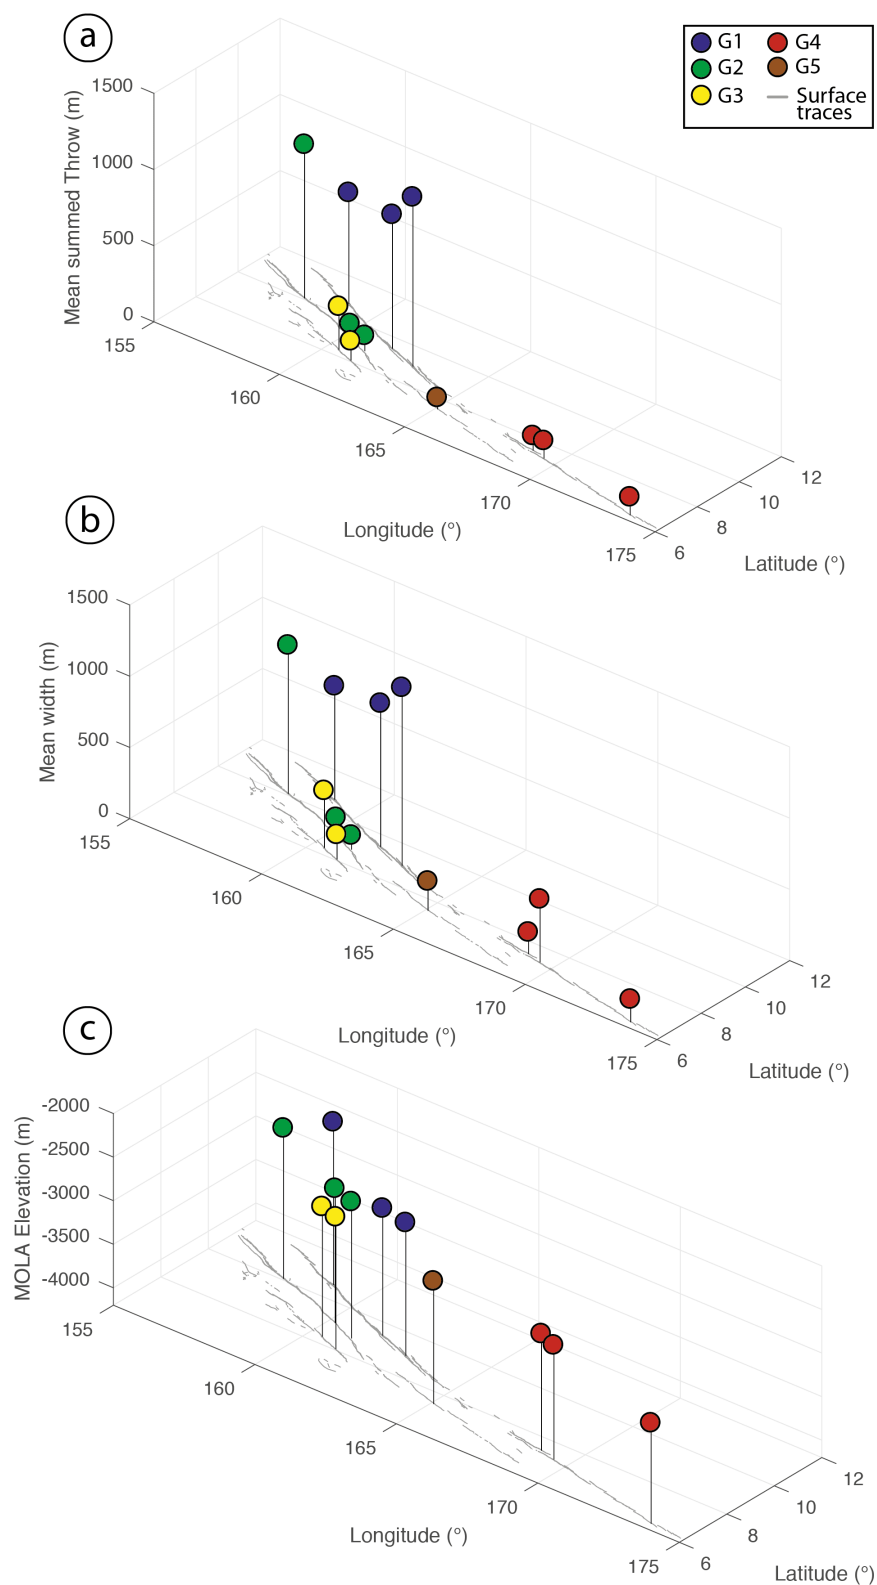 a
G1
G4
G2
G5
G3
Surface
traces
Mean summed Throw (m)
1500
1000
500
0
155
160
165
170
175
Longitude (°)
6
8
10
12
Latitude (°)
b
Mean width (m)
1500
1000
500
0
155
160
165
170
175
Longitude (°)
6
8
10
12
Latitude (°)
c
MOLA Elevation (m)
-2000
-2500
-3000
-3500
-4000
155
160
165
170
175
Longitude (°)
6
8
10
12
Latitude (°)